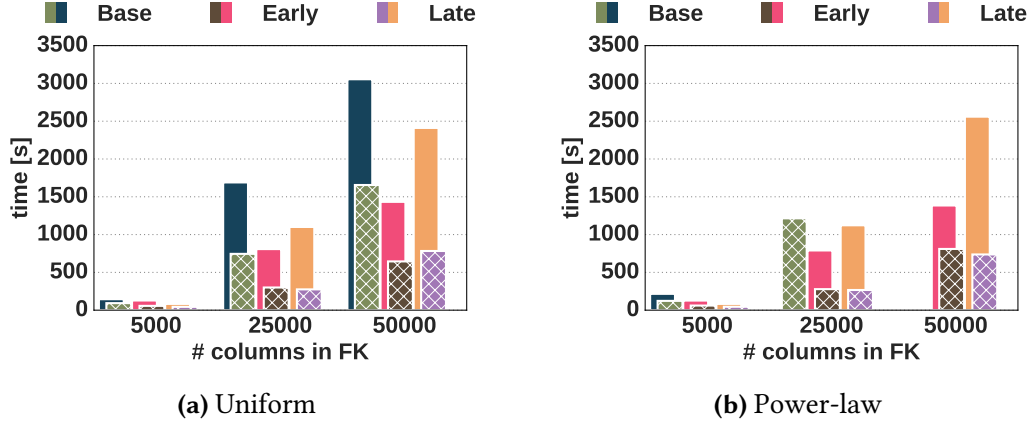 Base Early Late
3500
3000
2500
2000
1500
1000
500
0
time [s]
5000 25000 50000
# columns in FK
(a) Uniform
Base Early Late
3500
3000
2500
2000
1500
1000
500
0
time [s]
5000 25000 50000
# columns in FK
(b) Power-law